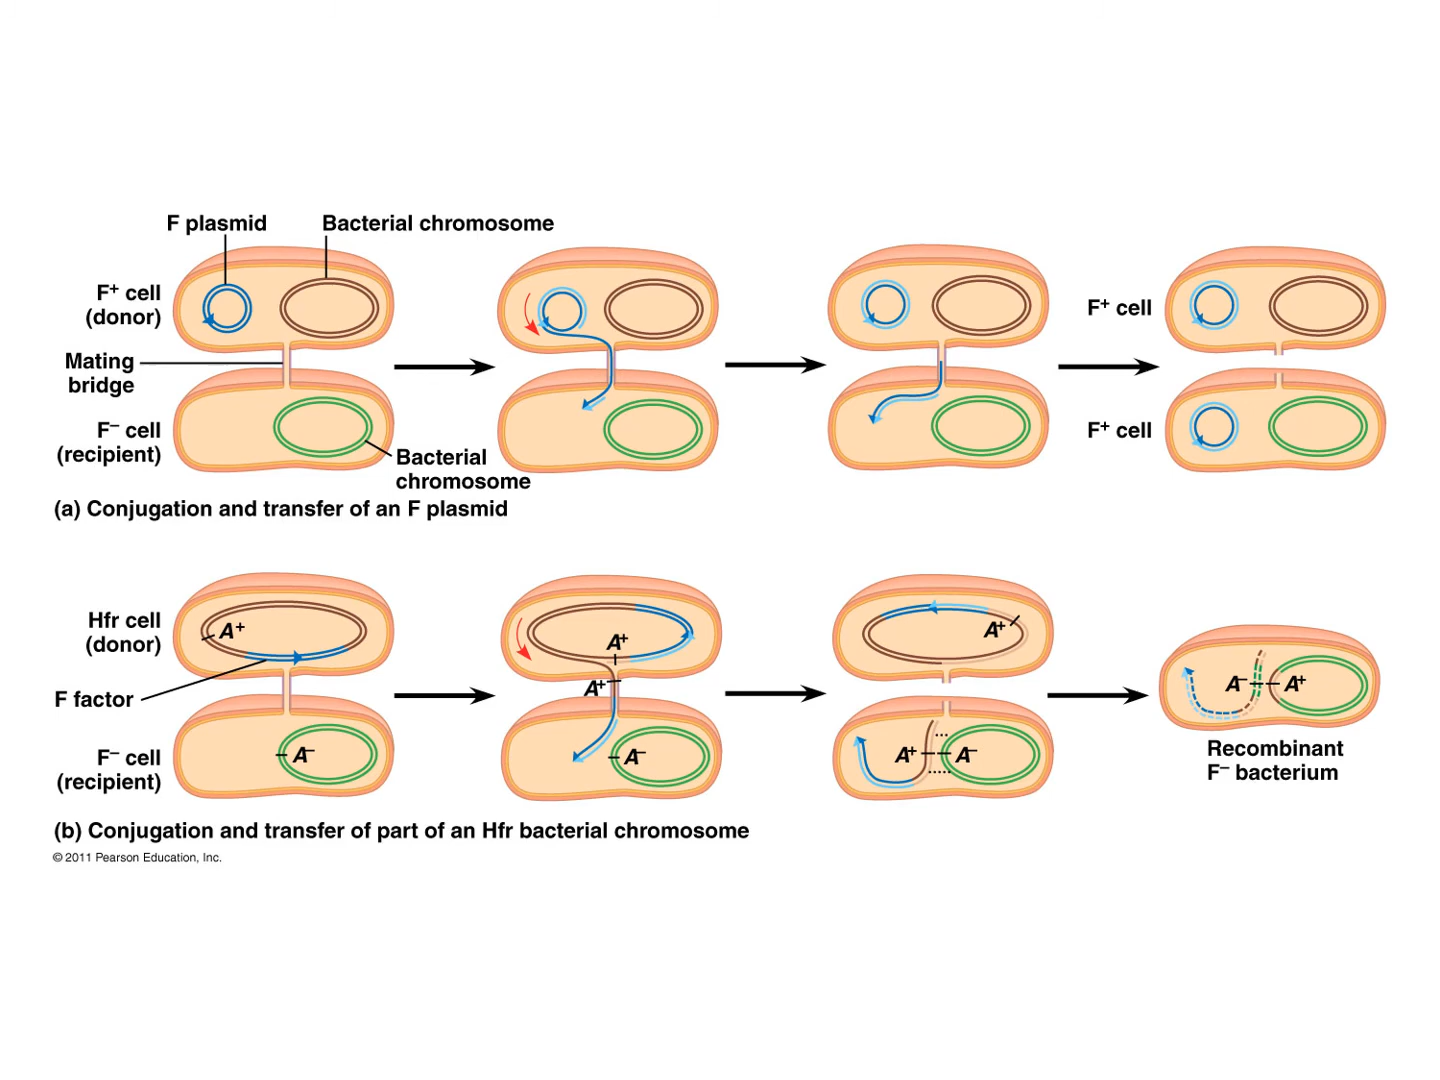 F plasmid
Bacterial chromosome
F⁺ cell
(donor)
Mating
bridge
F⁻ cell
(recipient)
Bacterial
chromosome
F⁺ cell
F⁺ cell
(a) Conjugation and transfer of an F plasmid
Hfr cell
(donor)
A⁺
F factor
F⁻ cell
(recipient)
A⁻
A⁺
A⁺
A⁻
A⁺
A⁺
A⁻
A⁻
A⁺
Recombinant
F⁻ bacterium
(b) Conjugation and transfer of part of an Hfr bacterial chromosome
© 2011 Pearson Education, Inc.